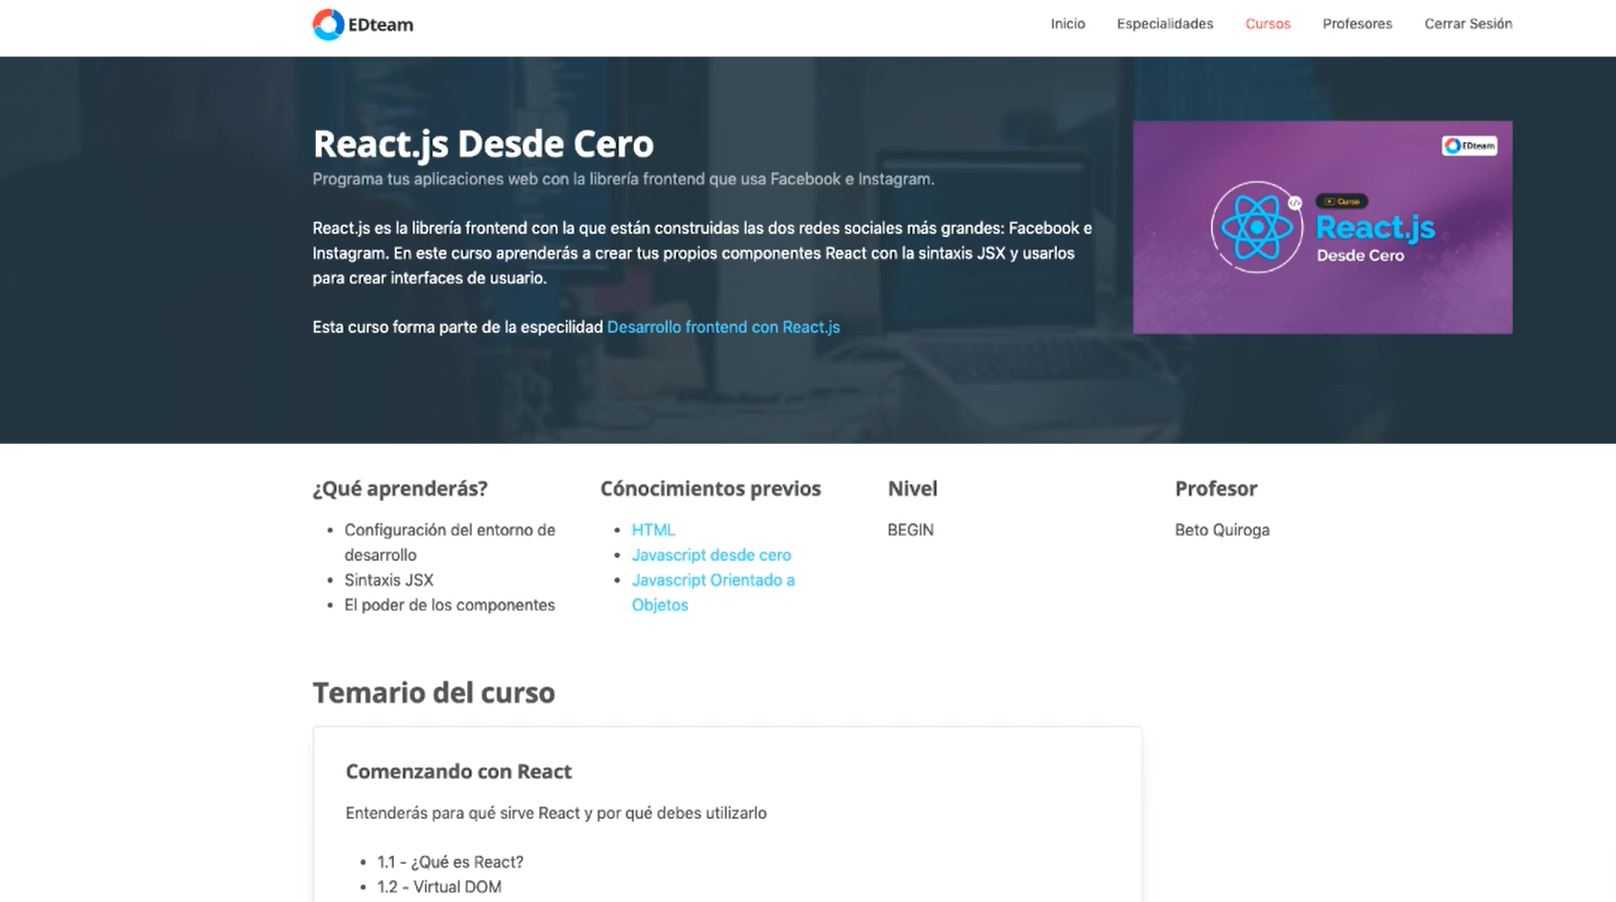 EDteam
Inicio Especialidades Cursos Profesores Cerrar Sesión
React.js Desde Cero
Programa tus aplicaciones web con la librería frontend que usa Facebook e Instagram.
React.js es la librería frontend con la que están construidas las dos redes sociales más grandes: Facebook e
Instagram. En este curso aprenderás a crear tus propios componentes React con la sintaxis JSX y usarlos
para crear interfaces de usuario.
Esta curso forma parte de la especilidad Desarrollo frontend con React.js
EDteam
Curso
React.js
Desde Cero
¿Qué aprenderás?
Configuración del entorno de
desarrollo
Sintaxis JSX
El poder de los componentes
Cónocimientos previos
HTML
Javascript desde cero
Javascript Orientado a
Objetos
Nivel
BEGIN
Profesor
Beto Quiroga
Temario del curso
Comenzando con React
Entenderás para qué sirve React y por qué debes utilizarlo
1.1 - ¿Qué es React?
1.2 - Virtual DOM